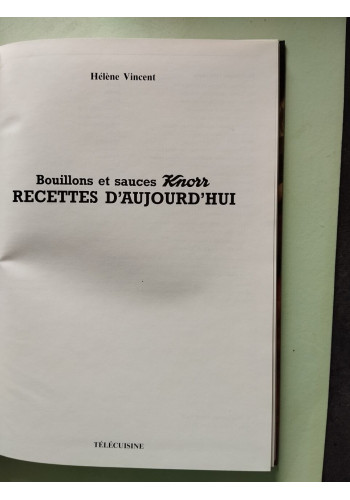 Hélène Vincent
Bouillons et sauces Knorr
RECETTES D'AUJOURD'HUI
TÉLÉCUISINE